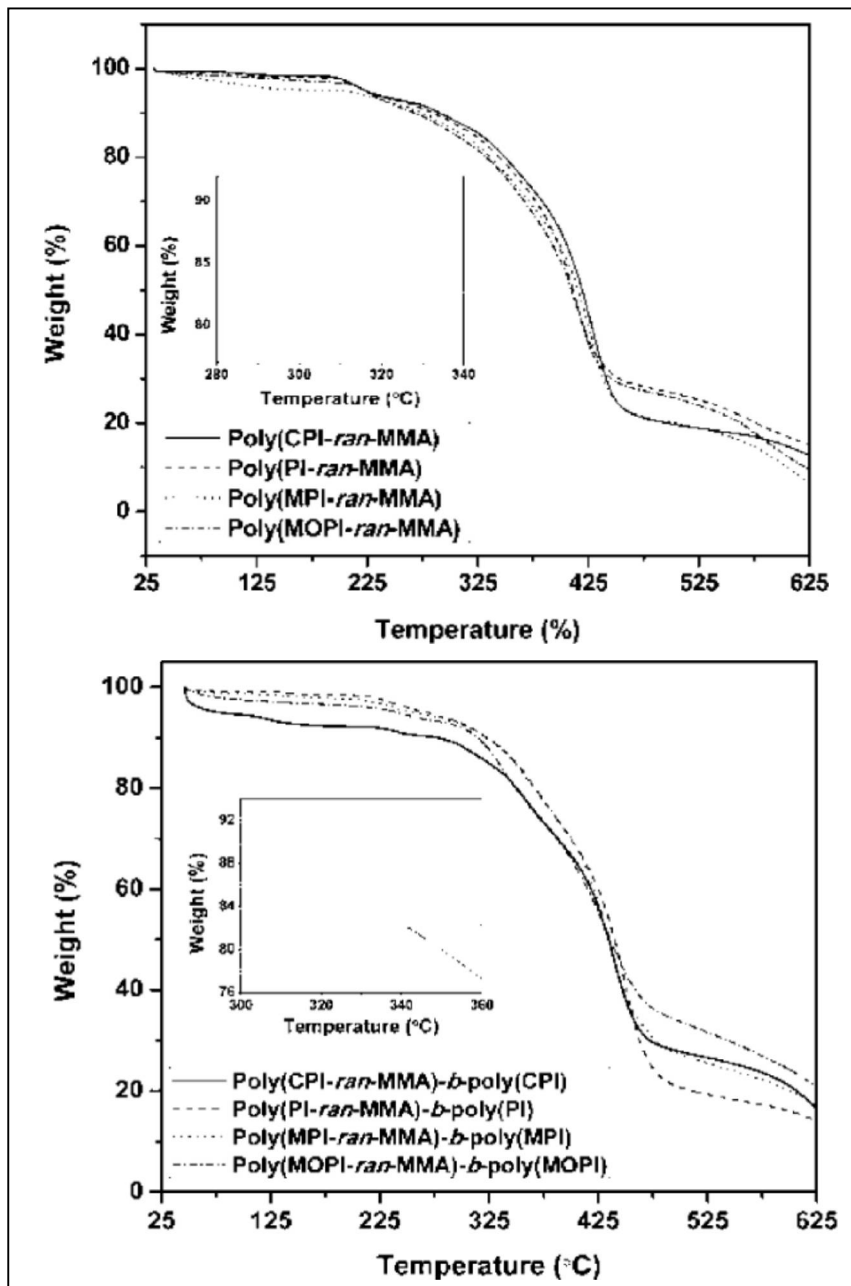 100
80
60
40
20
0
Weight (%)
90
85
80
Weight (%)
280 300 320 340
Temperature (°C)
Poly(CPI-ran-MMA)
Poly(PI-ran-MMA)
Poly(MPI-ran-MMA)
Poly(MOPI-ran-MMA)
25 125 225 325 425 525 625
Temperature (%)
100
80
60
40
20
0
Weight (%)
92
88
84
80
76
Weight (%)
300 320 340 360
Temperature (°C)
Poly(CPI-ran-MMA)-b-poly(CPI)
Poly(PI-ran-MMA)-b-poly(PI)
Poly(MPI-ran-MMA)-b-poly(MPI)
Poly(MOPI-ran-MMA)-b-poly(MOPI)
25 125 225 325 425 525 625
Temperature (°C)